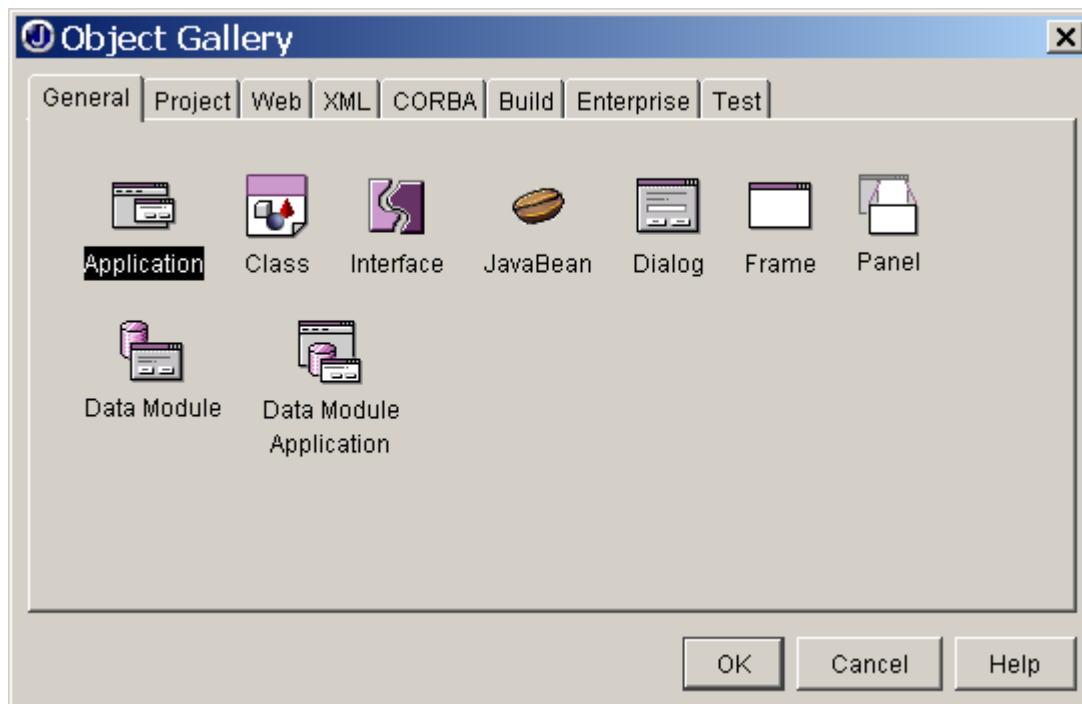 Object Gallery
General Project Web XML CORBA Build Enterprise Test
Application Class Interface JavaBean Dialog Frame Panel
Data Module Data Module
Application
OK Cancel Help